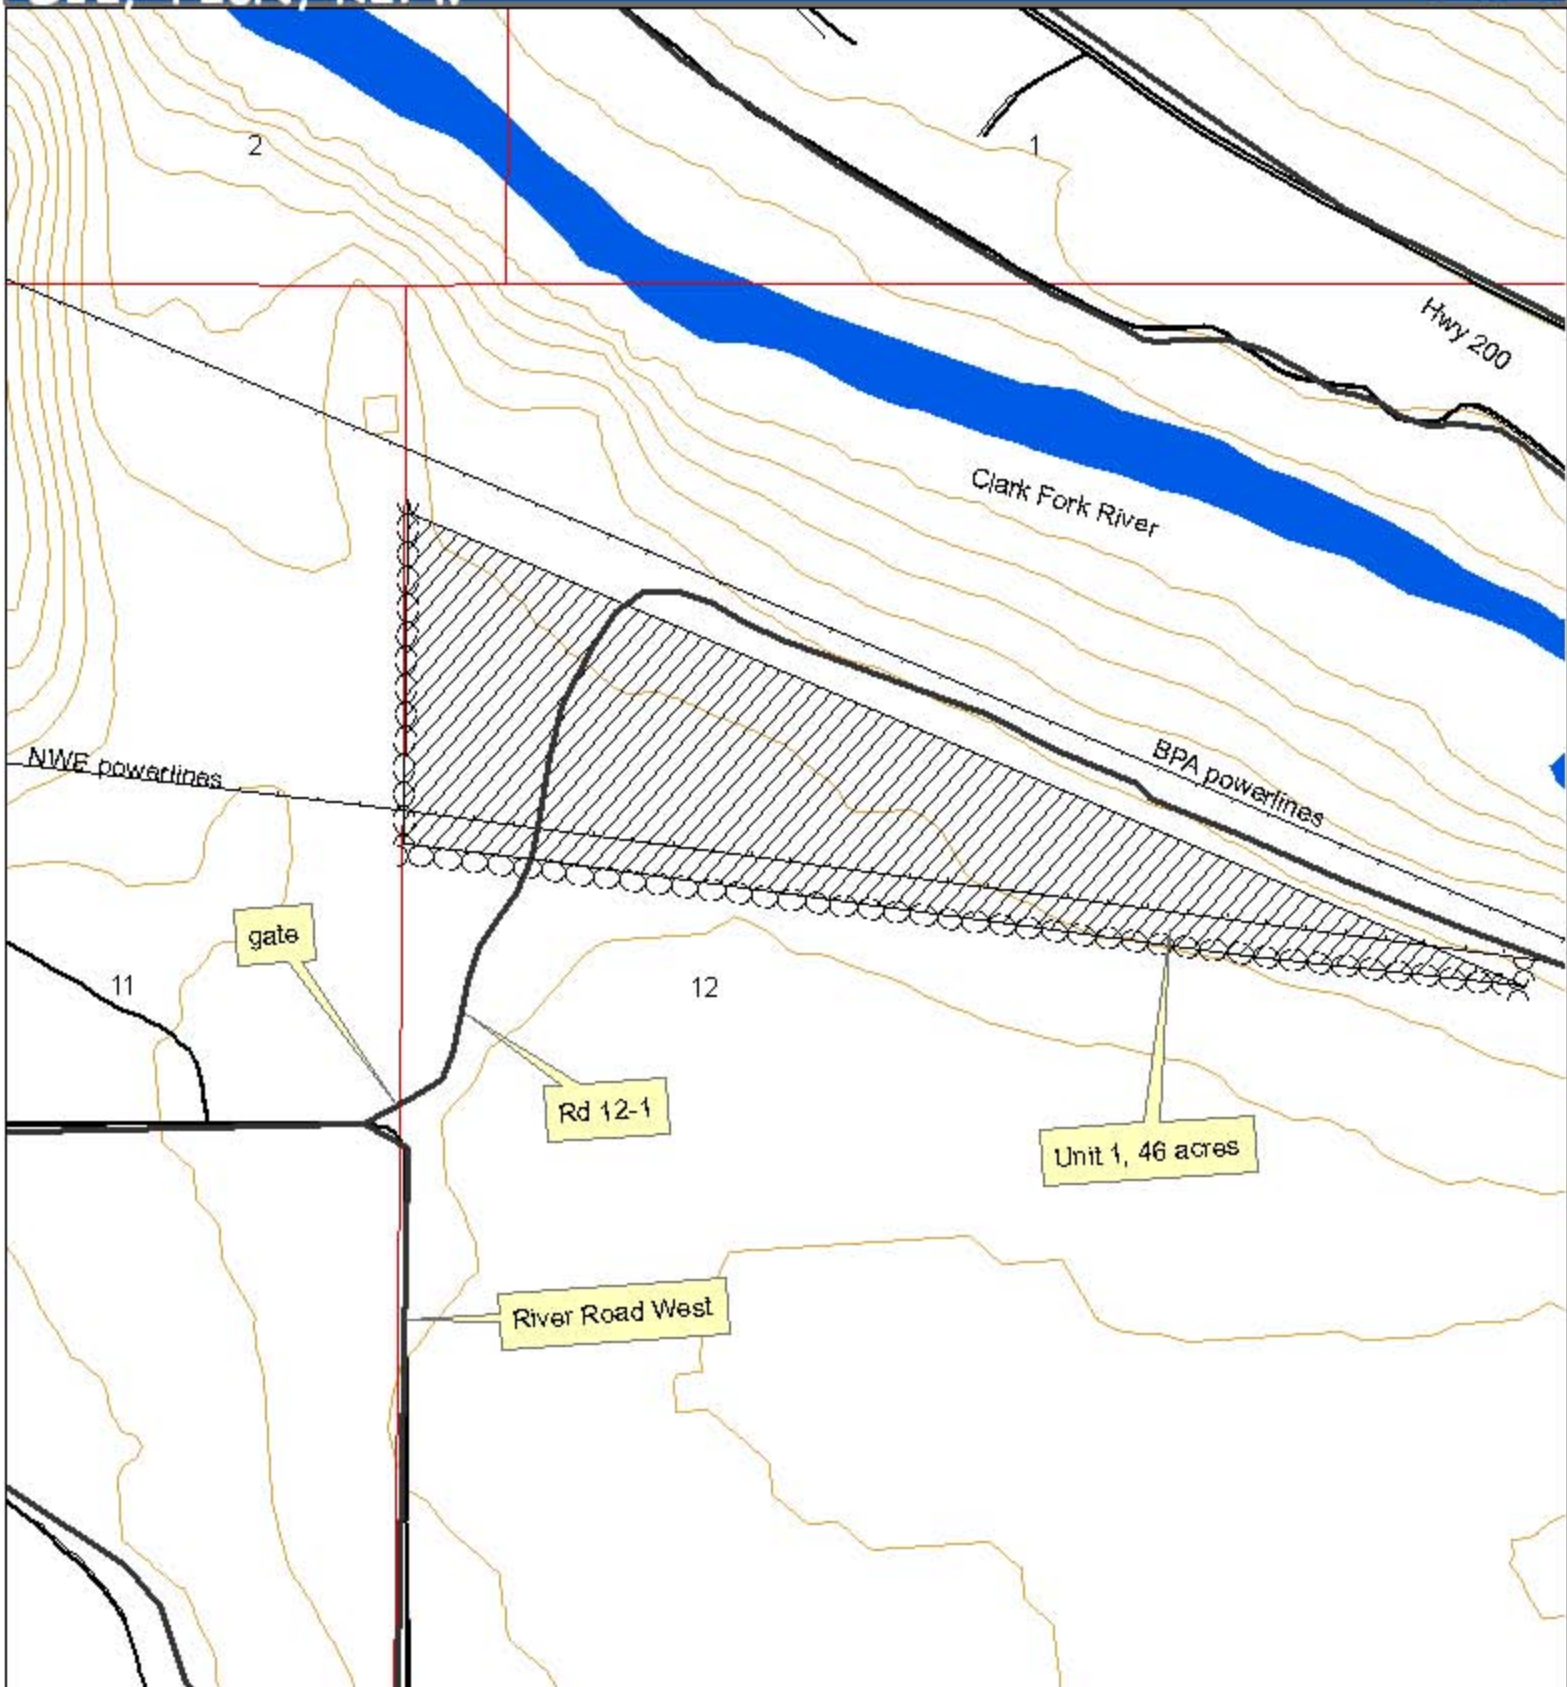 2
1
Hwy 200
Clark Fork River
NWE powerlines
BPA powerlines
gate
11
12
Rd 12-1
Unit 1, 46 acres
River Road West